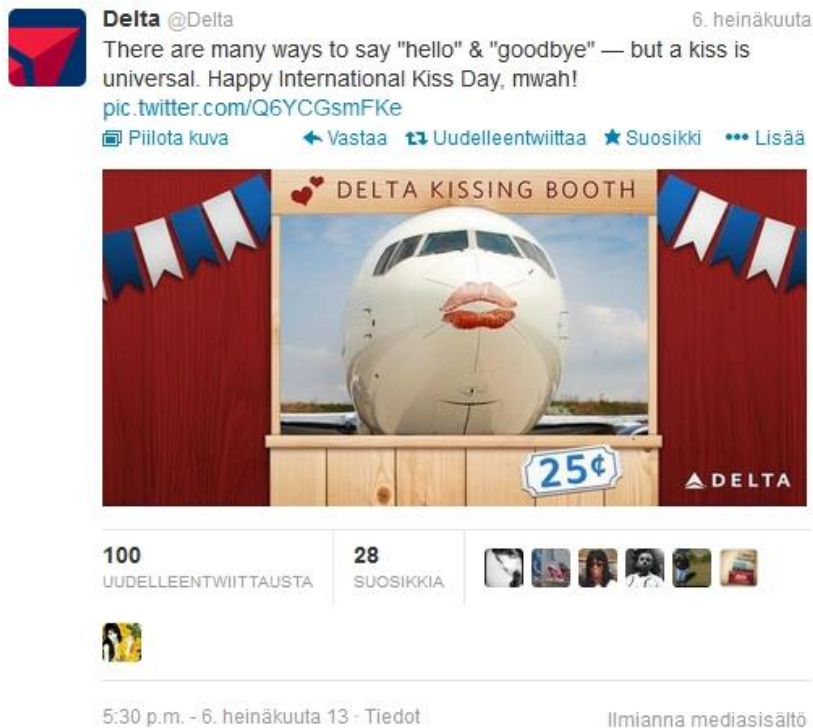 Delta @Delta 6. heinäkuuta
There are many ways to say "hello" & "goodbye" — but a kiss is
universal. Happy International Kiss Day, mwah!
pic.twitter.com/Q6YCGsmFKe
Piilota kuva Vastaa Uudelleentwiittaa Suosikki Lisää
DELTA KISSING BOOTH
25¢
DELTA
100 28
UUDELLEENTWIITTAUSTA SUOSIKKIA
5:30 p.m. - 6. heinäkuuta 13 · Tiedot Ilmianna mediasisältö